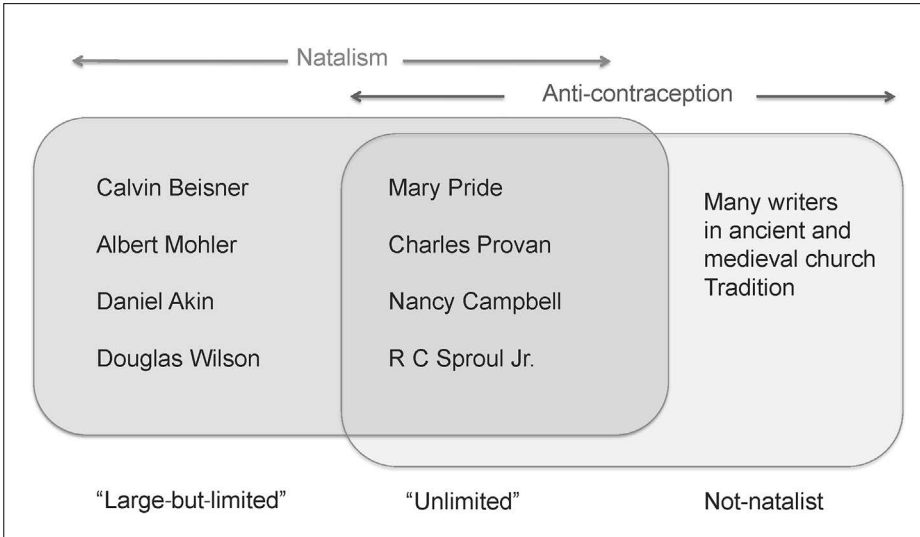 Natalism
Anti-contraception
Calvin Beisner
Albert Mohler
Daniel Akin
Douglas Wilson
Mary Pride
Charles Provan
Nancy Campbell
R C Sproul Jr.
Many writers
in ancient and
medieval church
Tradition
“Large-but-limited”
“Unlimited”
Not-natalist